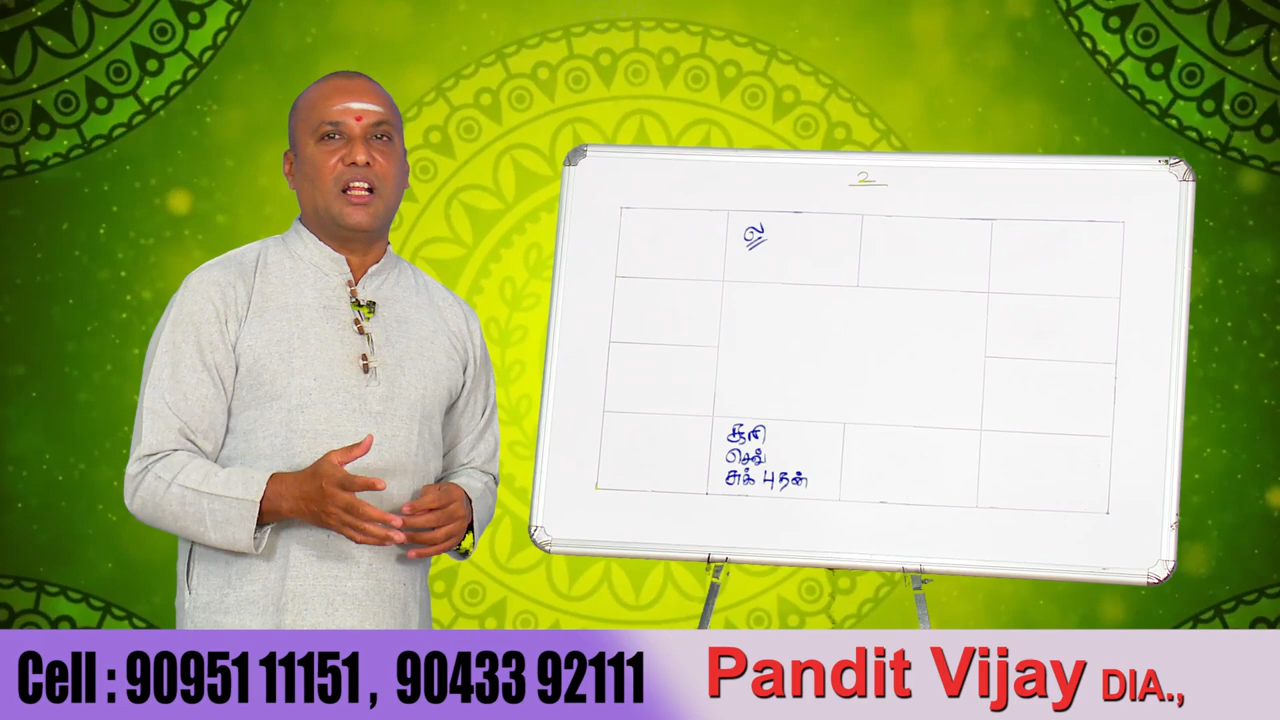 உ
ல
சூரி
செவ்
சுக் புதன்
Cell : 90951 11151 , 90433 92111
Pandit Vijay DIA.,